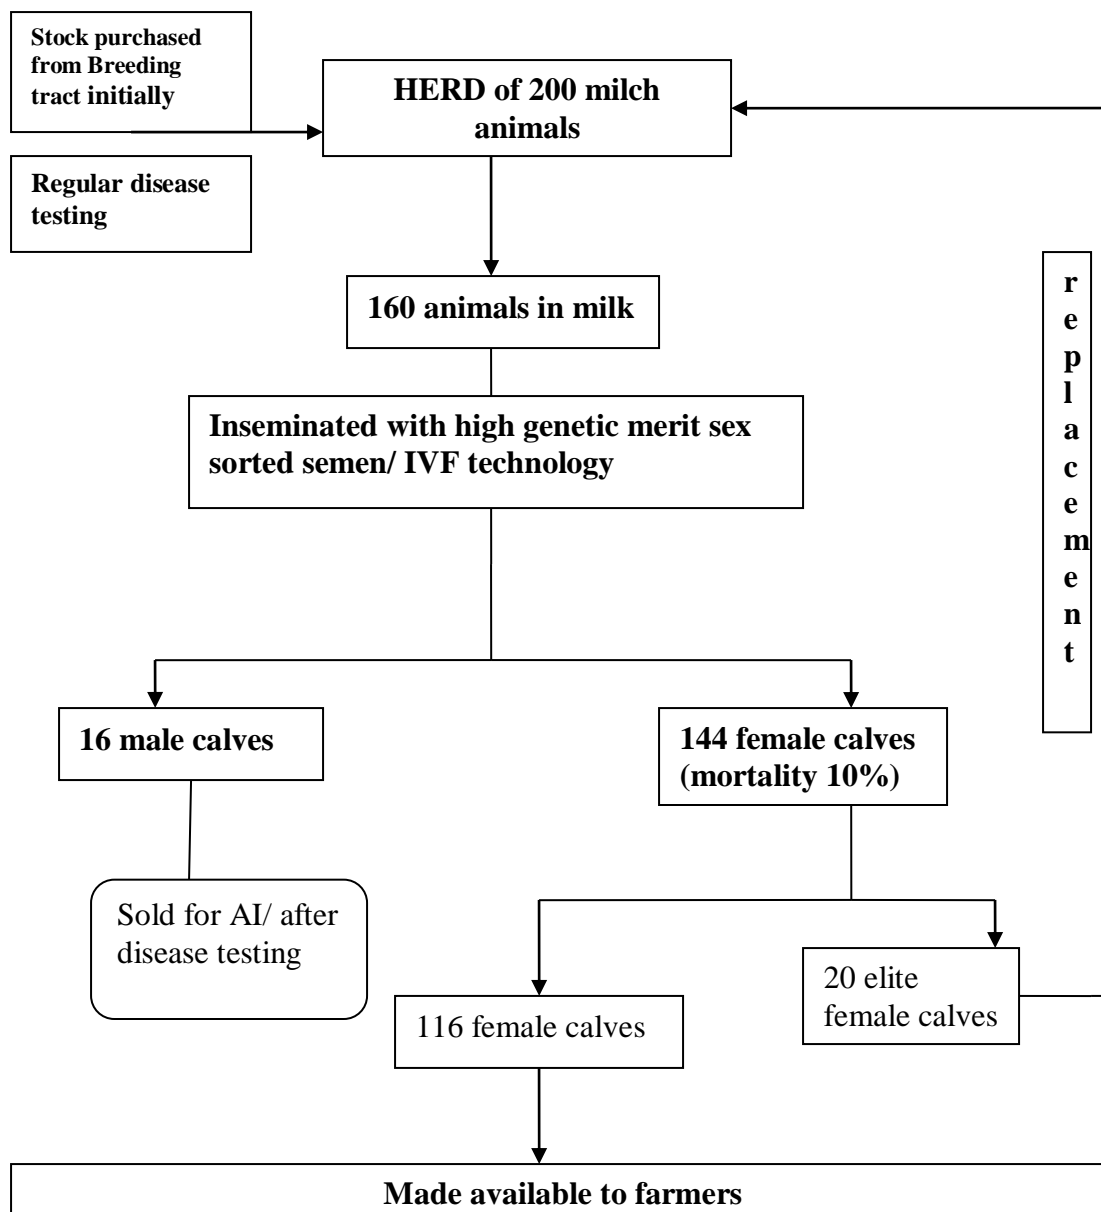 Stock purchased
from Breeding
tract initially
HERD of 200 milch
animals
Regular disease
testing
160 animals in milk
Inseminated with high genetic merit sex
sorted semen/ IVF technology
replacement
16 male calves
144 female calves
(mortality 10%)
Sold for AI/ after
disease testing
20 elite
female calves
116 female calves
Made available to farmers